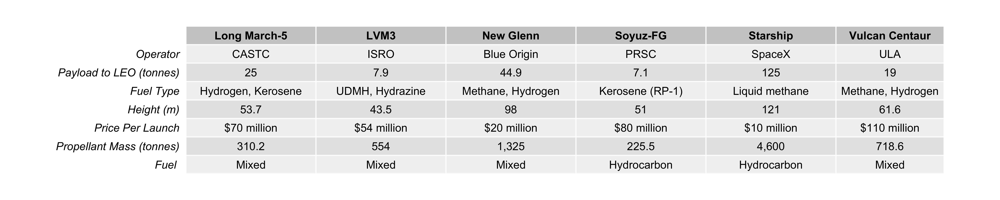 Long March-5 LVM3 New Glenn Soyuz-FG Starship Vulcan Centaur
Operator CASTC ISRO Blue Origin PRSC SpaceX ULA
Payload to LEO (tonnes) 25 7.9 44.9 7.1 125 19
Fuel Type Hydrogen, Kerosene UDMH, Hydrazine Methane, Hydrogen Kerosene (RP-1) Liquid methane Methane, Hydrogen
Height (m) 53.7 43.5 98 51 121 61.6
Price Per Launch $70 million $54 million $20 million $80 million $10 million $110 million
Propellant Mass (tonnes) 310.2 554 1,325 225.5 4,600 718.6
Fuel Mixed Mixed Mixed Hydrocarbon Hydrocarbon Mixed